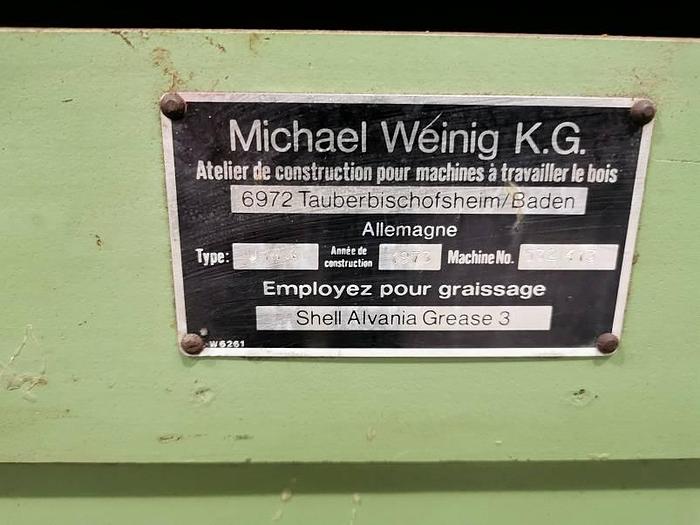 Michael Weinig K.G.
Atelier de construction pour machines à travailler le bois
6972 Tauberbischofsheim/Baden
Allemagne
Type: Année de construction 1973 Machine No.
Employez pour graissage
Shell Alvania Grease 3
W6261